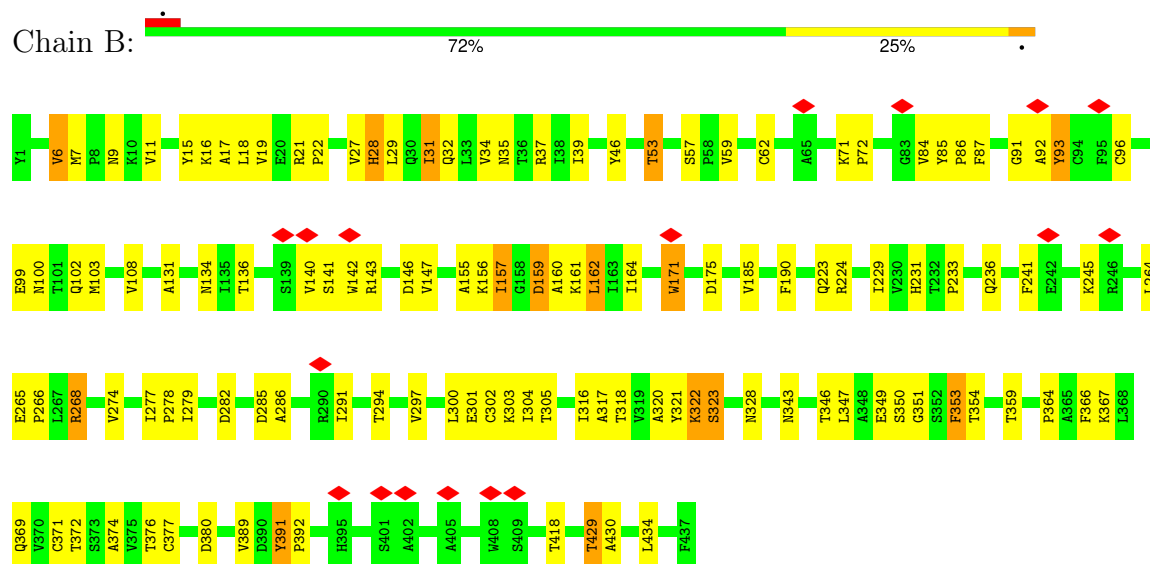 Chain B:
•
72%
25%
•
Y1 V6 M7 P8 N9 K10 V11 Y15 K16 A17 L18 V19 E20 R21 P22 V27 H28 L29 Q30 I31 Q32 L33 V34 N35 T36 R37 I38 I39 Y46 T53 S57 P58 V59 C62 A65 K71 P72 G83 V84 Y85 P86 F87 G91 A92 Y93 C94 F95 C96
E99 N100 T101 Q102 M103 V108 A131 N134 I135 T136 S139 V140 S141 W142 R143 D146 V147 A155 K156 I157 G158 D159 A160 K161 L162 I163 I164 W171 D175 V185 F190 Q223 R224 I229 V230 H231 T232 P233 Q236 F241 E242 K245 R246
E265 P266 L267 R268 V274 I277 P278 I279 D282 D285 A286 R290 I291 T294 V297 L300 E301 C302 K303 I304 T305 I316 A317 T318 V319 A320 Y321 K322 S323 N328 N343 T346 L347 A348 E349 S350 G351 S352 F353 T354 T359 P364 A365 F366 K367 L368
Q369 V370 C371 T372 S373 A374 V375 T376 C377 D380 V389 D390 Y391 P392 H395 S401 A402 A405 W408 S409 T418 T429 A430 L434 F437